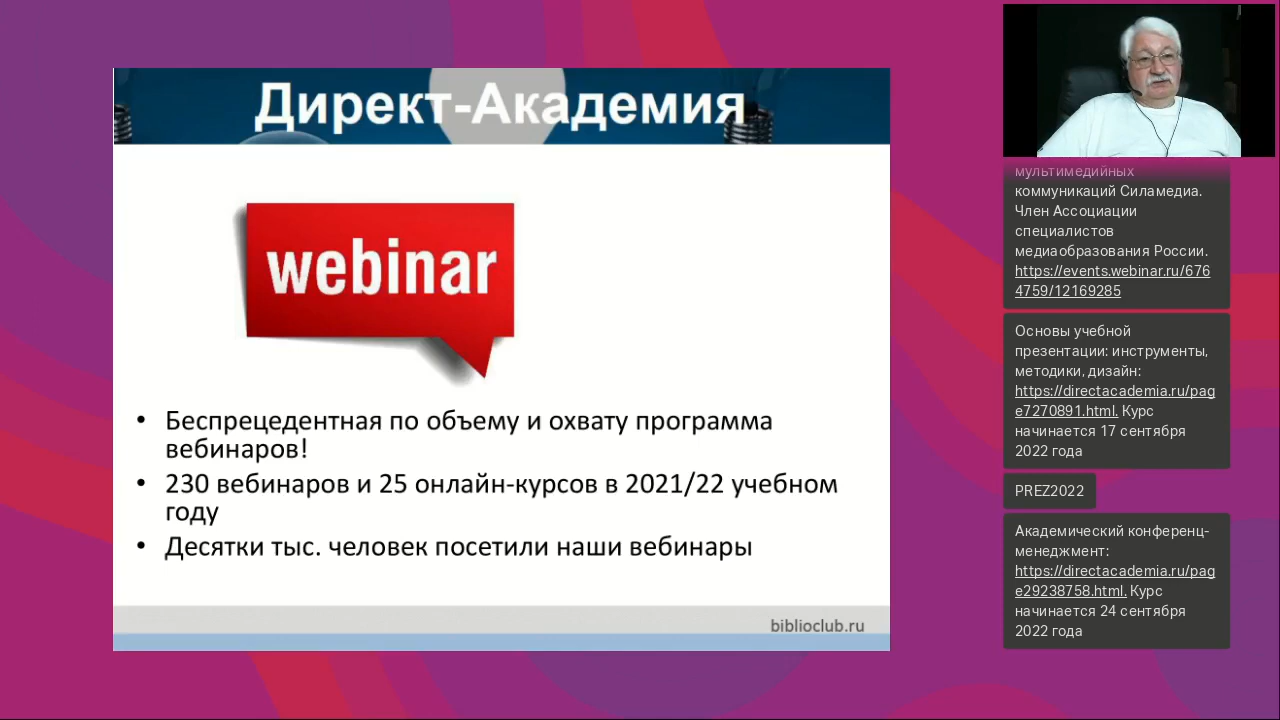 Директ-Академия
webinar
• Беспрецедентная по объему и охвату программа
вебинаров!
• 230 вебинаров и 25 онлайн-курсов в 2021/22 учебном
году
• Десятки тыс. человек посетили наши вебинары
biblioclub.ru
мультимедийных
коммуникаций Силамедиа.
Член Ассоциации
специалистов
медиаобразования России.
https://events.webinar.ru/676
4759/12169285
Основы учебной
презентации: инструменты,
методики, дизайн:
https://directacademia.ru/pag
e7270891.html. Курс
начинается 17 сентября
2022 года
PREZ2022
Академический конференц-
менеджмент:
https://directacademia.ru/pag
e29238758.html. Курс
начинается 24 сентября
2022 года